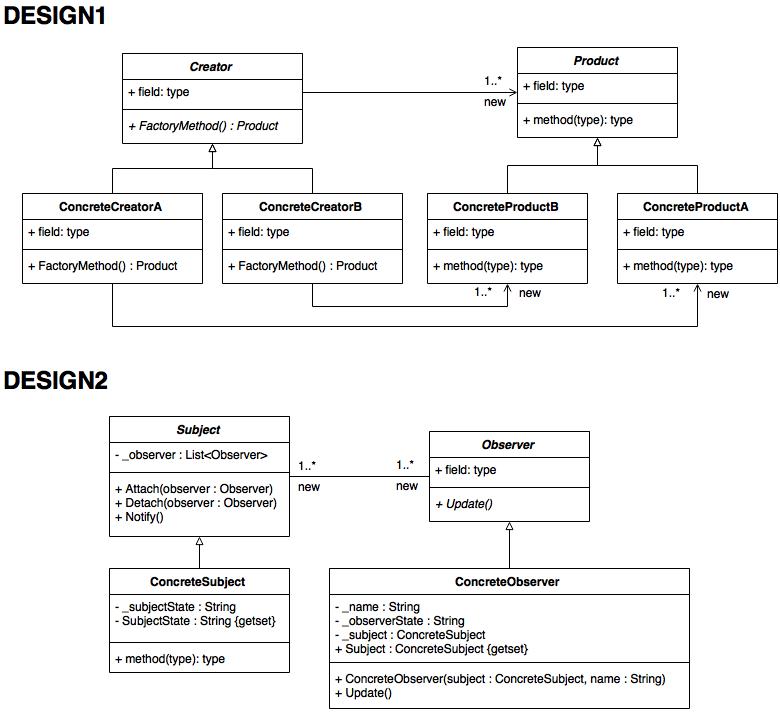 DESIGN1
Creator
+ field: type
+ FactoryMethod() : Product
1..*
new
Product
+ field: type
+ method(type): type
ConcreteCreatorA
+ field: type
+ FactoryMethod() : Product
ConcreteCreatorB
+ field: type
+ FactoryMethod() : Product
ConcreteProductB
+ field: type
+ method(type): type
ConcreteProductA
+ field: type
+ method(type): type
1..* new
1..* new
DESIGN2
Subject
- _observer : List<Observer>
+ Attach(observer : Observer)
+ Detach(observer : Observer)
+ Notify()
1..*
new
1..*
new
Observer
+ field: type
+ Update()
ConcreteSubject
- _subjectState : String
- SubjectState : String {getset}
+ method(type): type
ConcreteObserver
- _name : String
- _observerState : String
- _subject : ConcreteSubject
+ Subject : ConcreteSubject {getset}
+ ConcreteObserver(subject : ConcreteSubject, name : String)
+ Update()